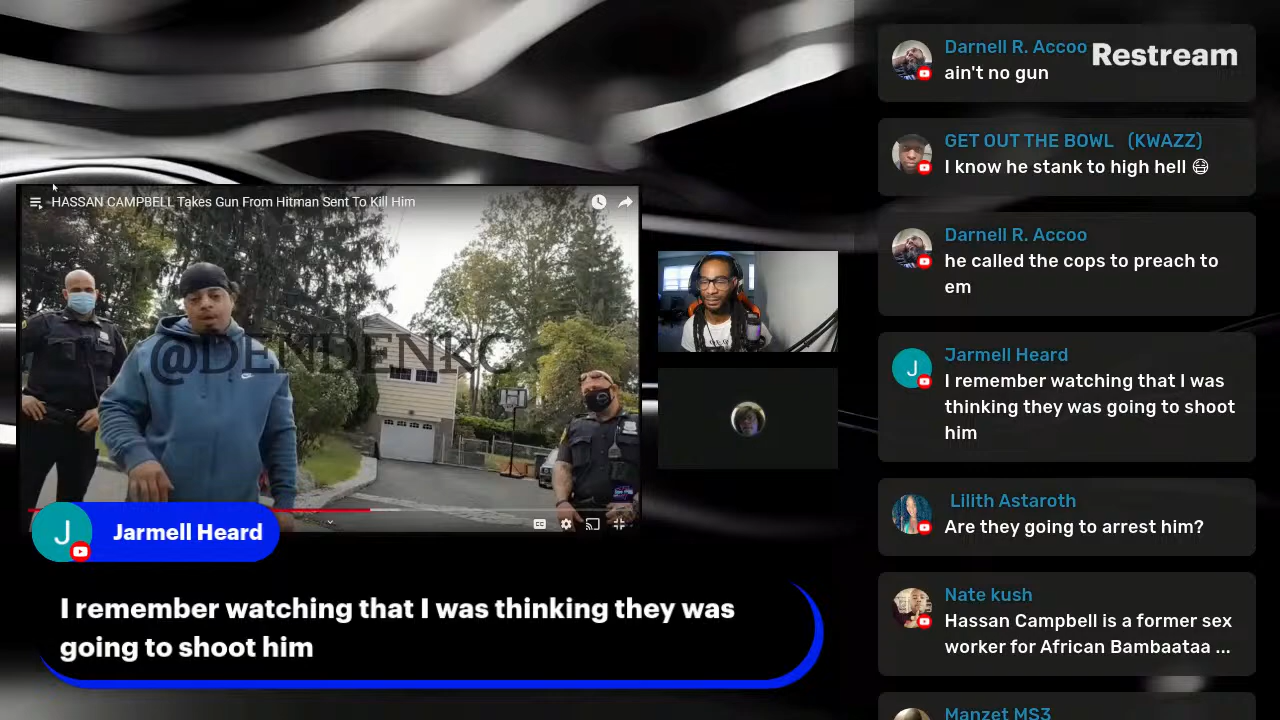 Darnell R. Accoo
Restream
ain't no gun
GET OUT THE BOWL (KWAZZ)
I know he stank to high hell 😷
Darnell R. Accoo
he called the cops to preach to
em
Jarmell Heard
I remember watching that I was
thinking they was going to shoot
him
Lilith Astaroth
Are they going to arrest him?
Nate kush
Hassan Campbell is a former sex
worker for African Bambaataa ...
Manzet MS3
HASSAN CAMPBELL Takes Gun From Hitman Sent To Kill Him
@DENDENKC
CC
J
Jarmell Heard
I remember watching that I was thinking they was
going to shoot him
J